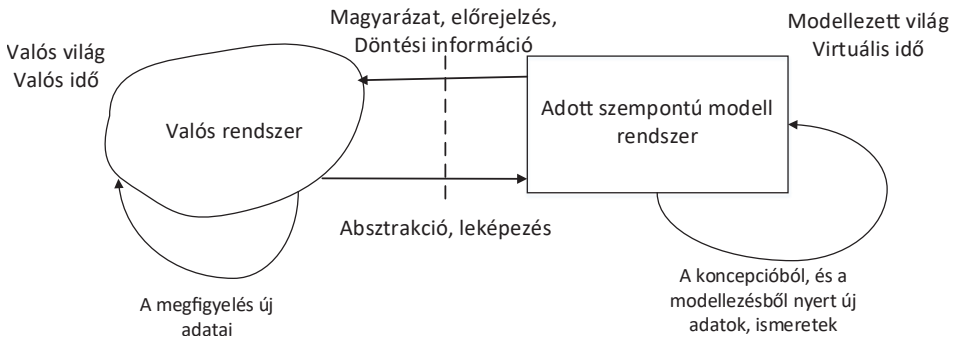 Magyarázat, előrejelzés,
Döntési információ
Modellezett világ
Virtuális idő
Valós világ
Valós idő
Valós rendszer
Adott szempontú modell
rendszer
Absztrakció, leképezés
A megfigyelés új
adatai
A koncepcióból, és a
modellezésből nyert új
adatok, ismeretek